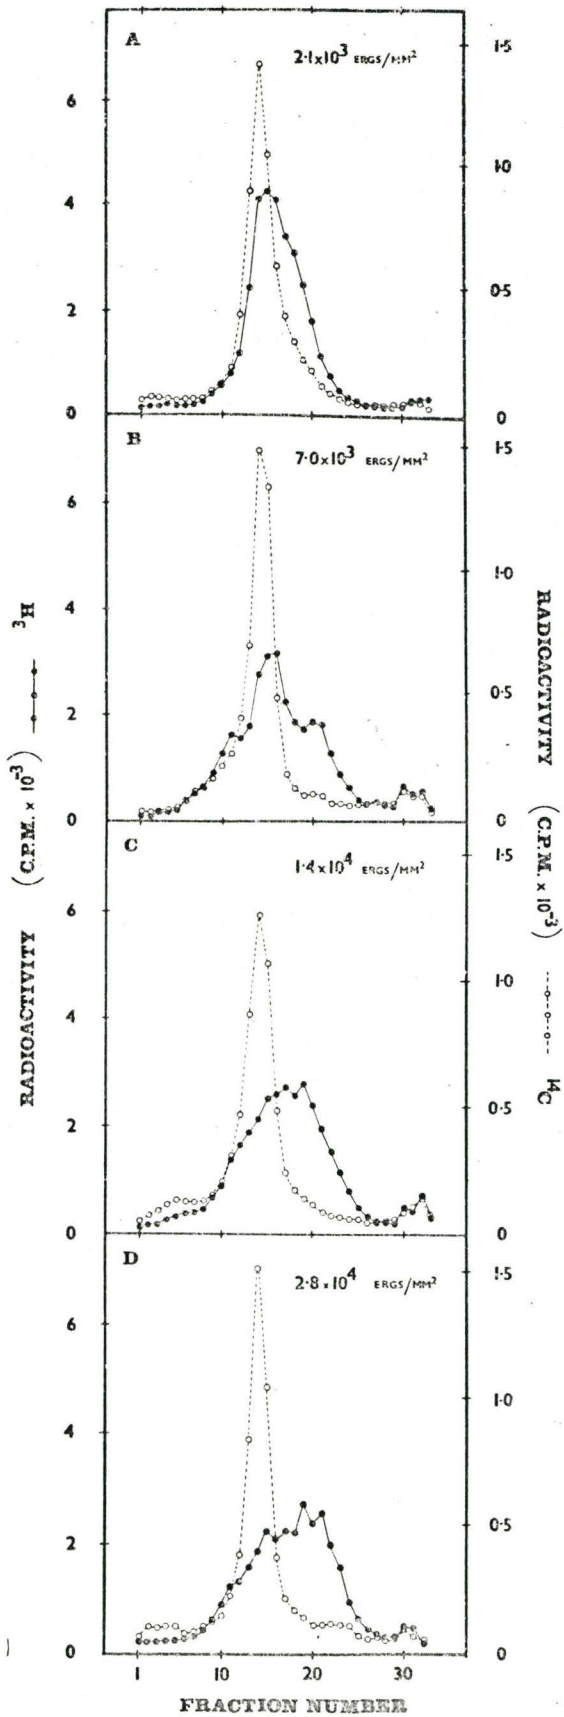 A
2·1x10³ ERGS/MM²
6
4
2
0
1·5
1·0
0·5
0
B
7·0x10³ ERGS/MM²
6
4
2
0
1·5
1·0
0·5
0
C
1·4x10⁴ ERGS/MM²
6
4
2
0
1·5
1·0
0·5
0
D
2·8x10⁴ ERGS/MM²
6
4
2
0
1·5
1·0
0·5
0
1 10 20 30
FRACTION NUMBER
RADIOACTIVITY (C.P.M. x 10⁻³) ³H
RADIOACTIVITY (C.P.M. x 10⁻³) ¹⁴C